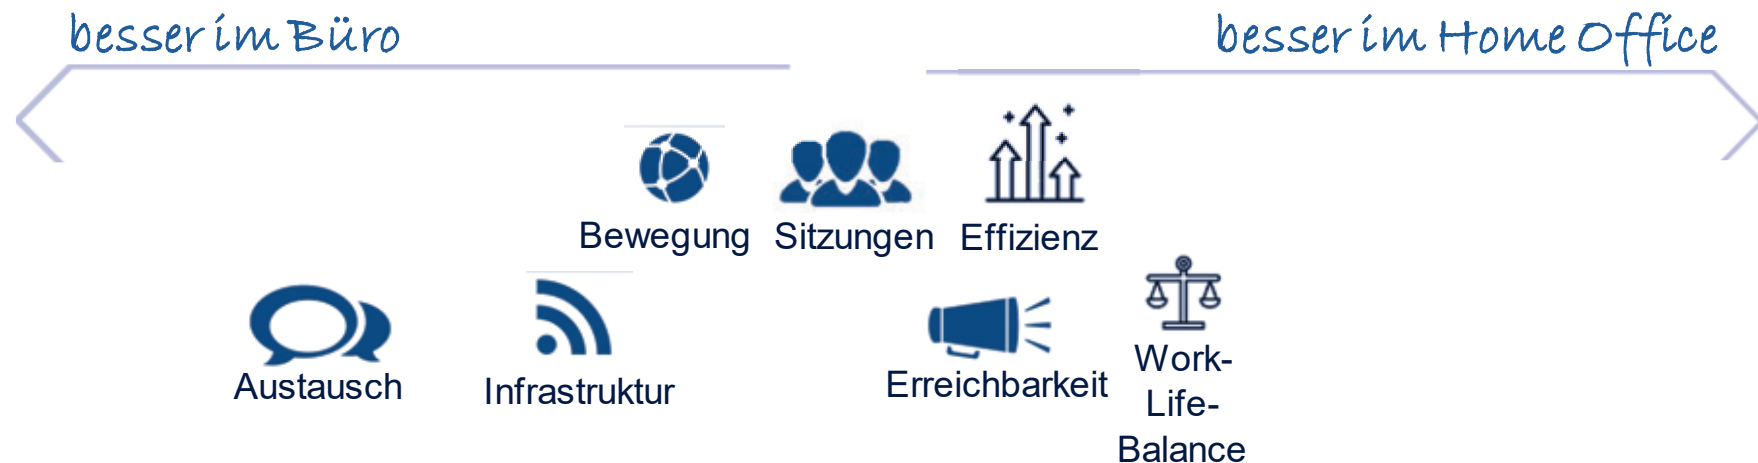 besser im Büro
besser im Home Office
Bewegung
Sitzungen
Effizienz
Austausch
Infrastruktur
Erreichbarkeit
Work-
Life-
Balance